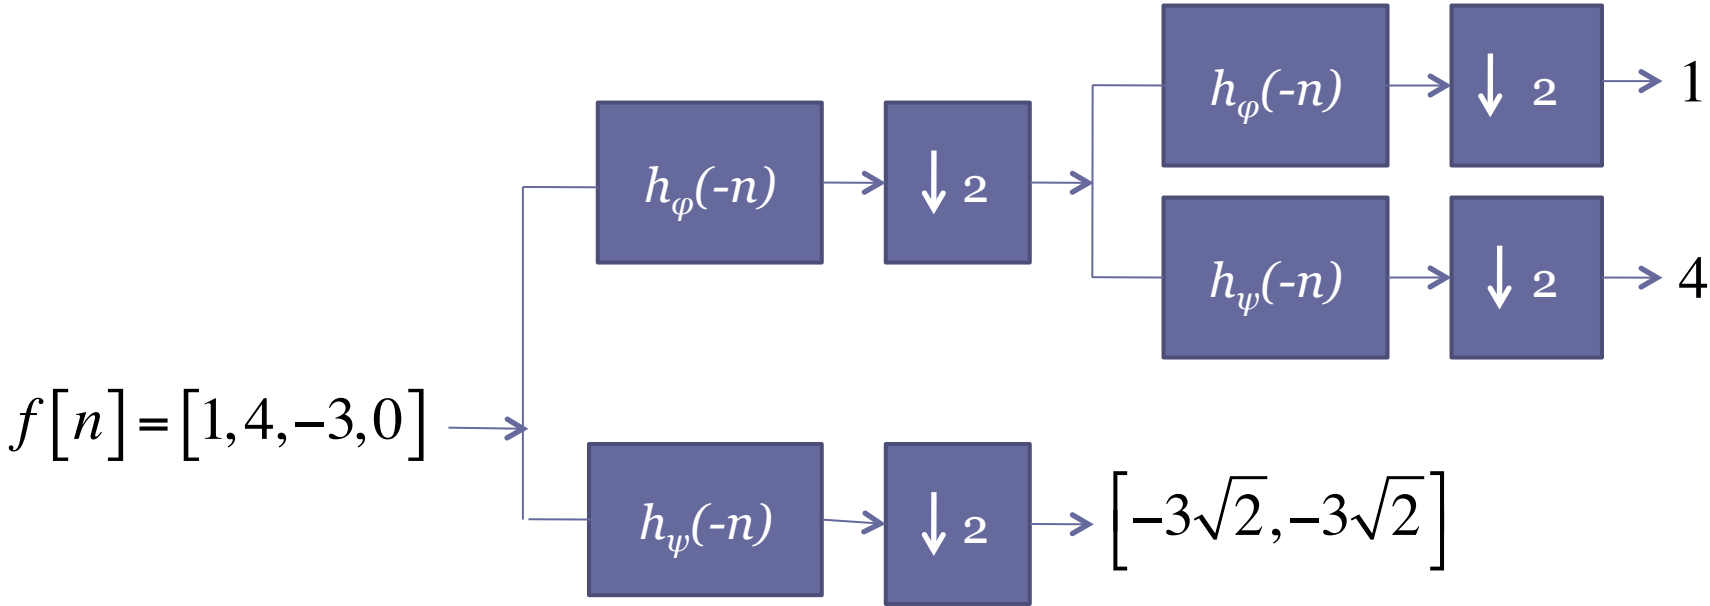 h_φ(-n)
↓ 2
1
h_φ(-n)
↓ 2
h_ψ(-n)
↓ 2
4
f[n] = [1, 4, −3, 0]
h_ψ(-n)
↓ 2
[−3√2, −3√2]